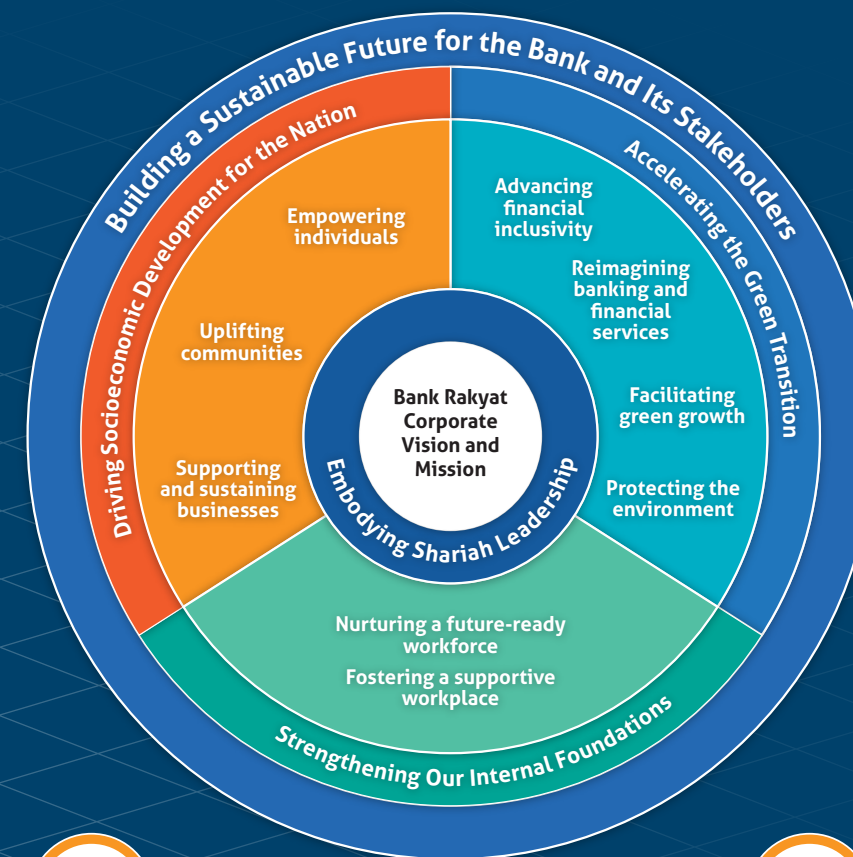 Building a Sustainable Future for the Bank and Its Stakeholders
Driving Socioeconomic Development for the Nation
Accelerating the Green Transition
Empowering
individuals
Uplifting
communities
Supporting
and sustaining
businesses
Advancing
financial
inclusivity
Reimagining
banking and
financial
services
Facilitating
green growth
Protecting the
environment
Bank Rakyat
Corporate
Vision and
Mission
Embodying Shariah Leadership
Nurturing a future-ready
workforce
Fostering a supportive
workplace
Strengthening Our Internal Foundations